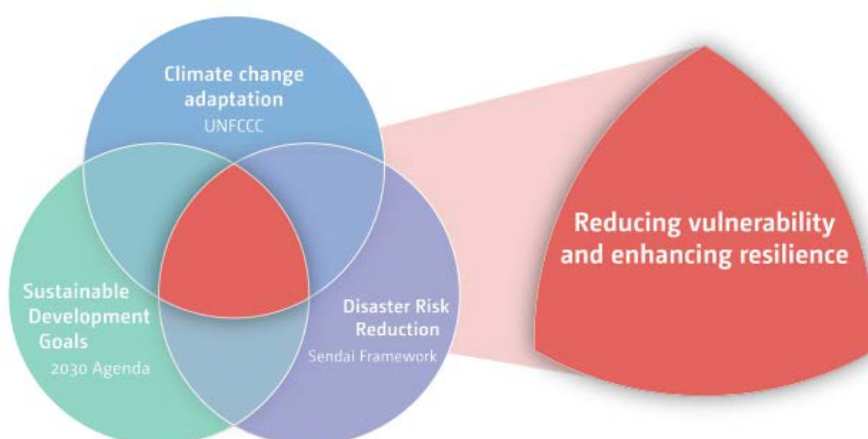 Climate change
adaptation
UNFCCC
Sustainable
Development
Goals
2030 Agenda
Disaster Risk
Reduction
Sendai Framework
Reducing vulnerability
and enhancing resilience